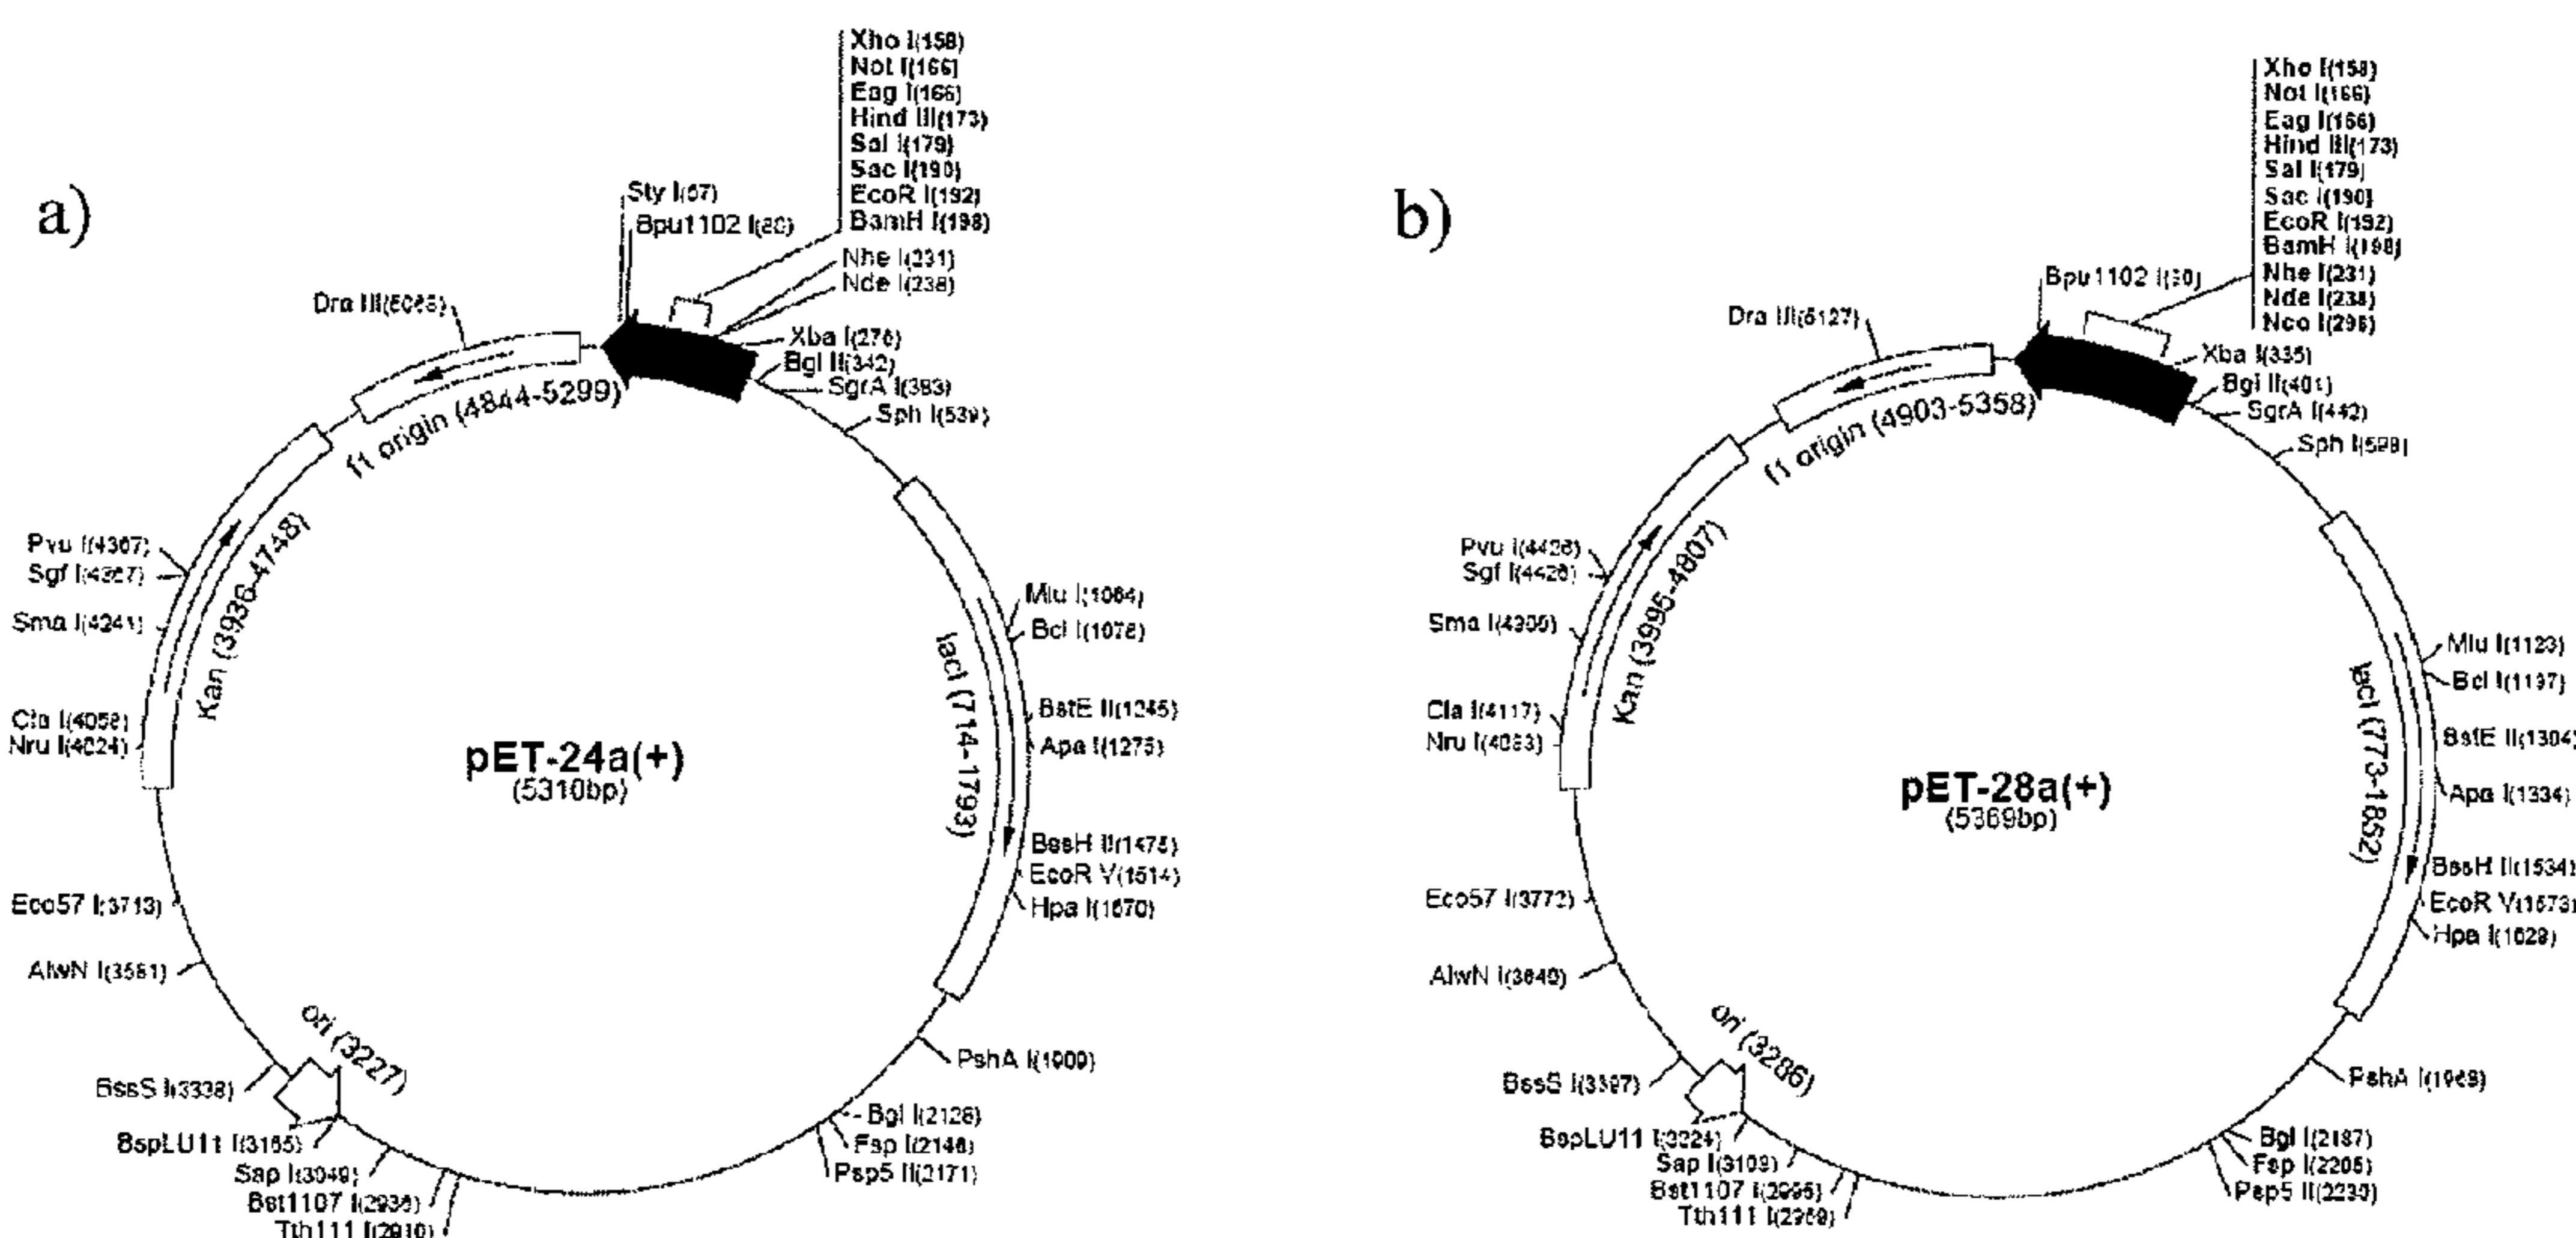 a)
Xho I(158)
Not I(166)
Eag I(166)
Hind III(173)
Sal I(179)
Sac I(190)
EcoR I(192)
BamH I(198)
Sty I(57)
Bpu1102 I(80)
Nhe I(231)
Nde I(238)
Dra III(5068)
Xba I(276)
Bgl II(342)
SgrA I(383)
Sph I(539)
f1 origin (4844-5299)
Pvu I(4367)
Sgf I(4367)
Sma I(4241)
Kan (3936-4748)
Cla I(4058)
Nru I(4024)
Mlu I(1064)
Bcl I(1078)
BstE II(1245)
Apa I(1275)
lacI (714-1793)
pET-24a(+)
(5310bp)
BssH II(1475)
EcoR V(1514)
Hpa I(1570)
Eco57 I(3713)
AlwN I(3581)
ori (3227)
BssS I(3338)
PshA I(1909)
BspLU11 I(3165)
Sap I(3049)
Bst1107 I(2936)
Tth111 I(2910)
Bgl I(2128)
Fsp I(2146)
Psp5 II(2171)
b)
Xho I(158)
Not I(166)
Eag I(166)
Hind III(173)
Sal I(179)
Sac I(190)
EcoR I(192)
BamH I(198)
Nhe I(231)
Nde I(238)
Nco I(296)
Bpu1102 I(80)
Dra III(5127)
Xba I(335)
Bgl II(401)
SgrA I(442)
Sph I(598)
f1 origin (4903-5358)
Pvu I(4426)
Sgf I(4426)
Sma I(4300)
Kan (3995-4807)
Cla I(4117)
Nru I(4083)
Mlu I(1123)
Bcl I(1137)
BstE II(1304)
Apa I(1334)
lacI (773-1852)
pET-28a(+)
(5369bp)
BssH II(1534)
EcoR V(1573)
Hpa I(1629)
Eco57 I(3772)
AlwN I(3640)
ori (3286)
BssS I(3397)
PshA I(1968)
BspLU11 I(3224)
Sap I(3108)
Bst1107 I(2995)
Tth111 I(2969)
Bgl I(2187)
Fsp I(2205)
Psp5 II(2230)